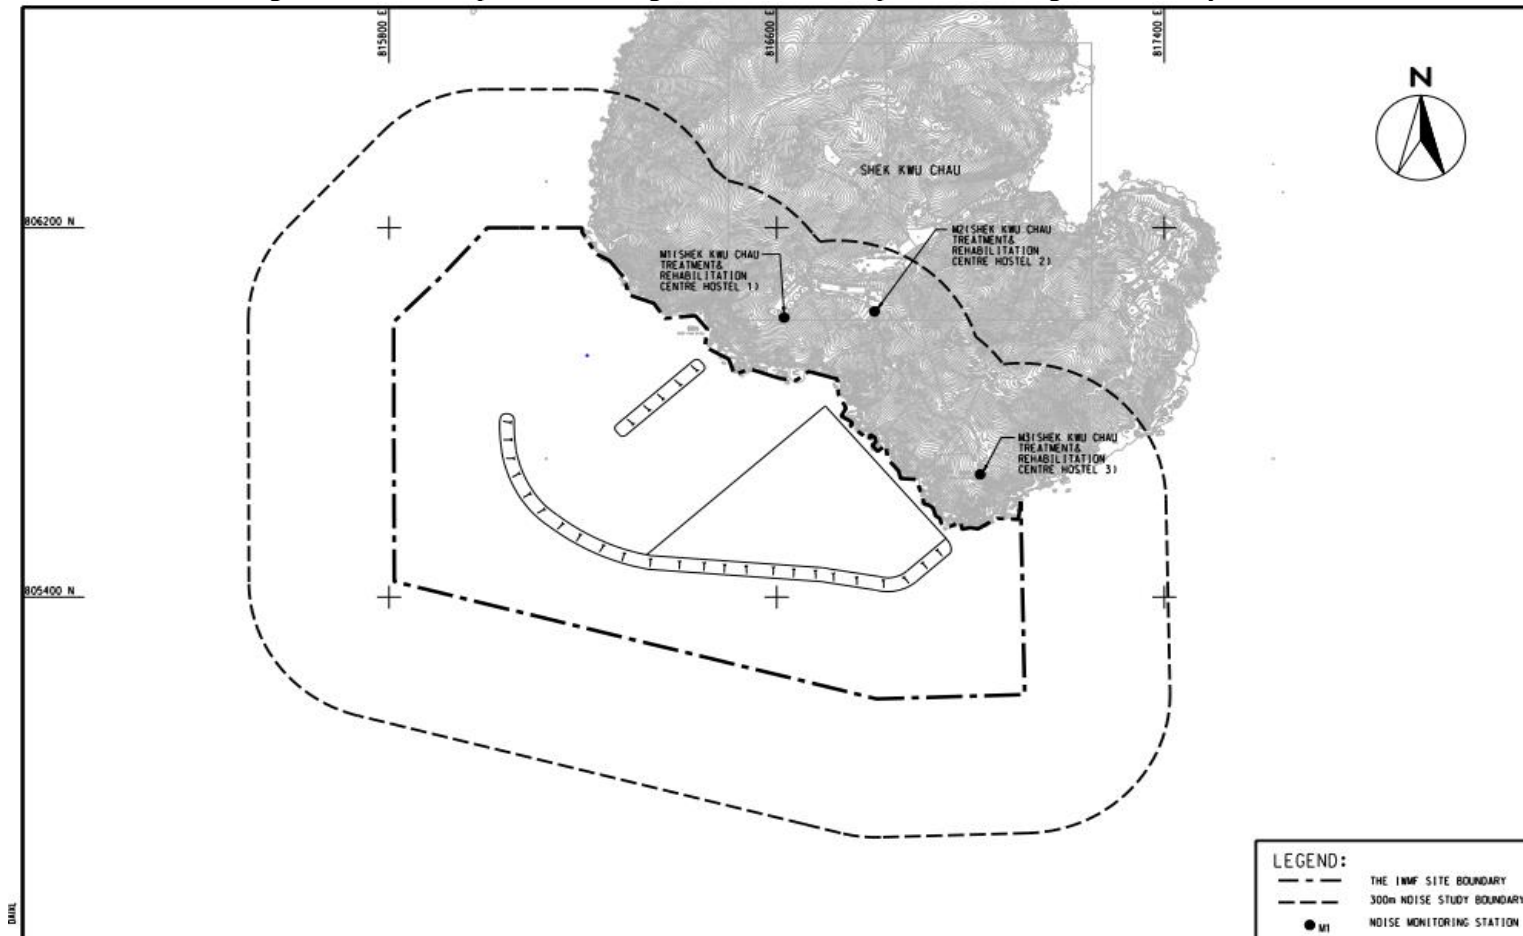 815800 E
816600 E
817400 E
N
SHEK KWU CHAU
806200 N
M1(SHEK KWU CHAU
TREATMENT&
REHABILITATION
CENTRE HOSTEL 1)
M2(SHEK KWU CHAU
TREATMENT&
REHABILITATION
CENTRE HOSTEL 2)
M3(SHEK KWU CHAU
TREATMENT&
REHABILITATION
CENTRE HOSTEL 3)
805400 N
LEGEND:
THE IWMF SITE BOUNDARY
300m NOISE STUDY BOUNDARY
M1 NOISE MONITORING STATION